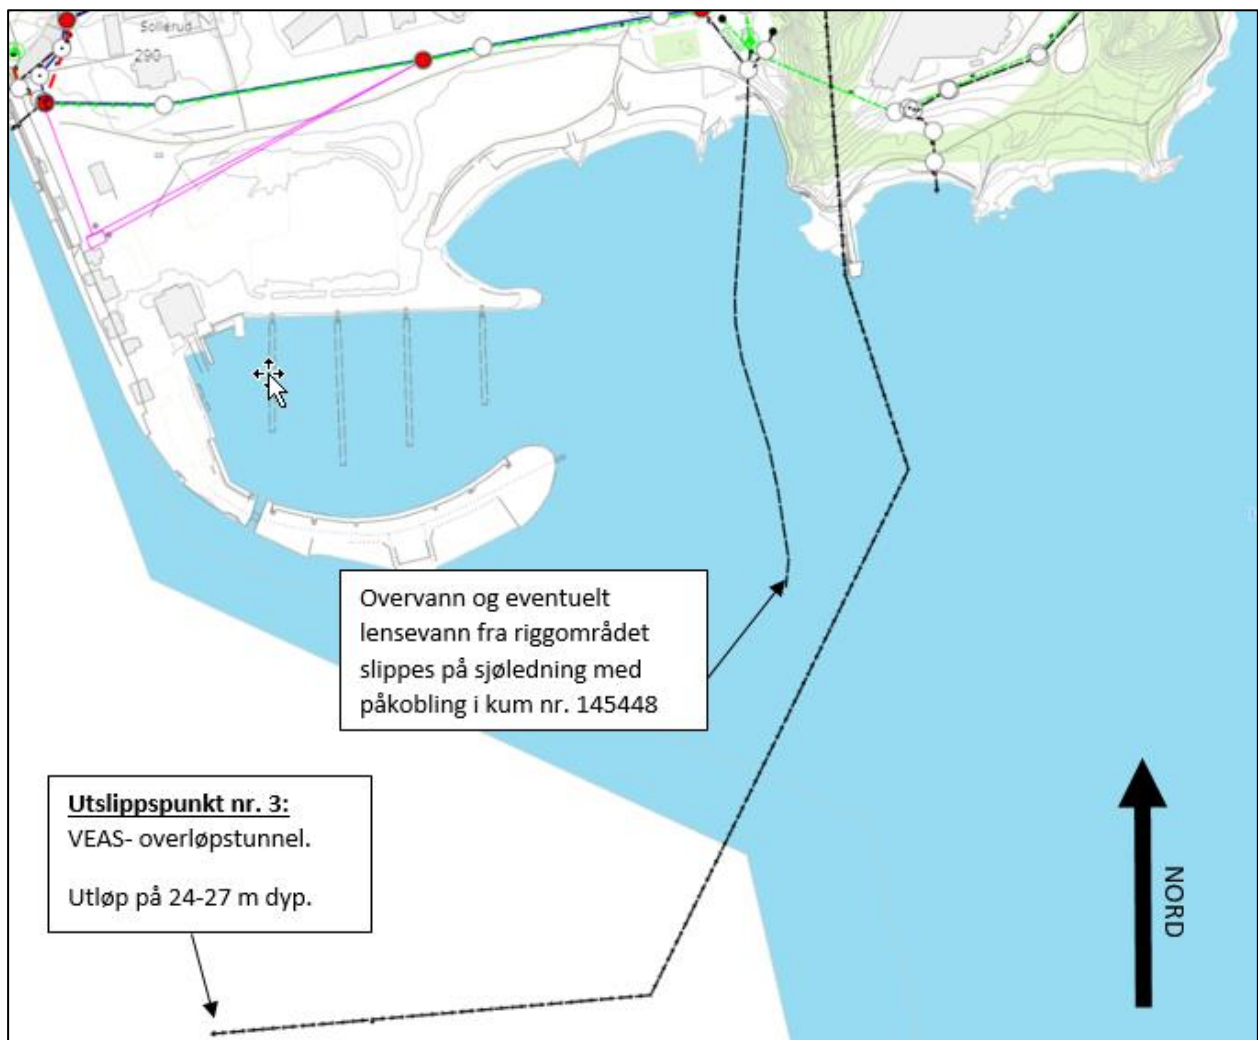 Sollerud
290
Overvann og eventuelt
lensevann fra riggområdet
slippes på sjøledning med
påkobling i kum nr. 145448
Utslippspunkt nr. 3:
VEAS- overløpstunnel.
Utløp på 24-27 m dyp.
NORD